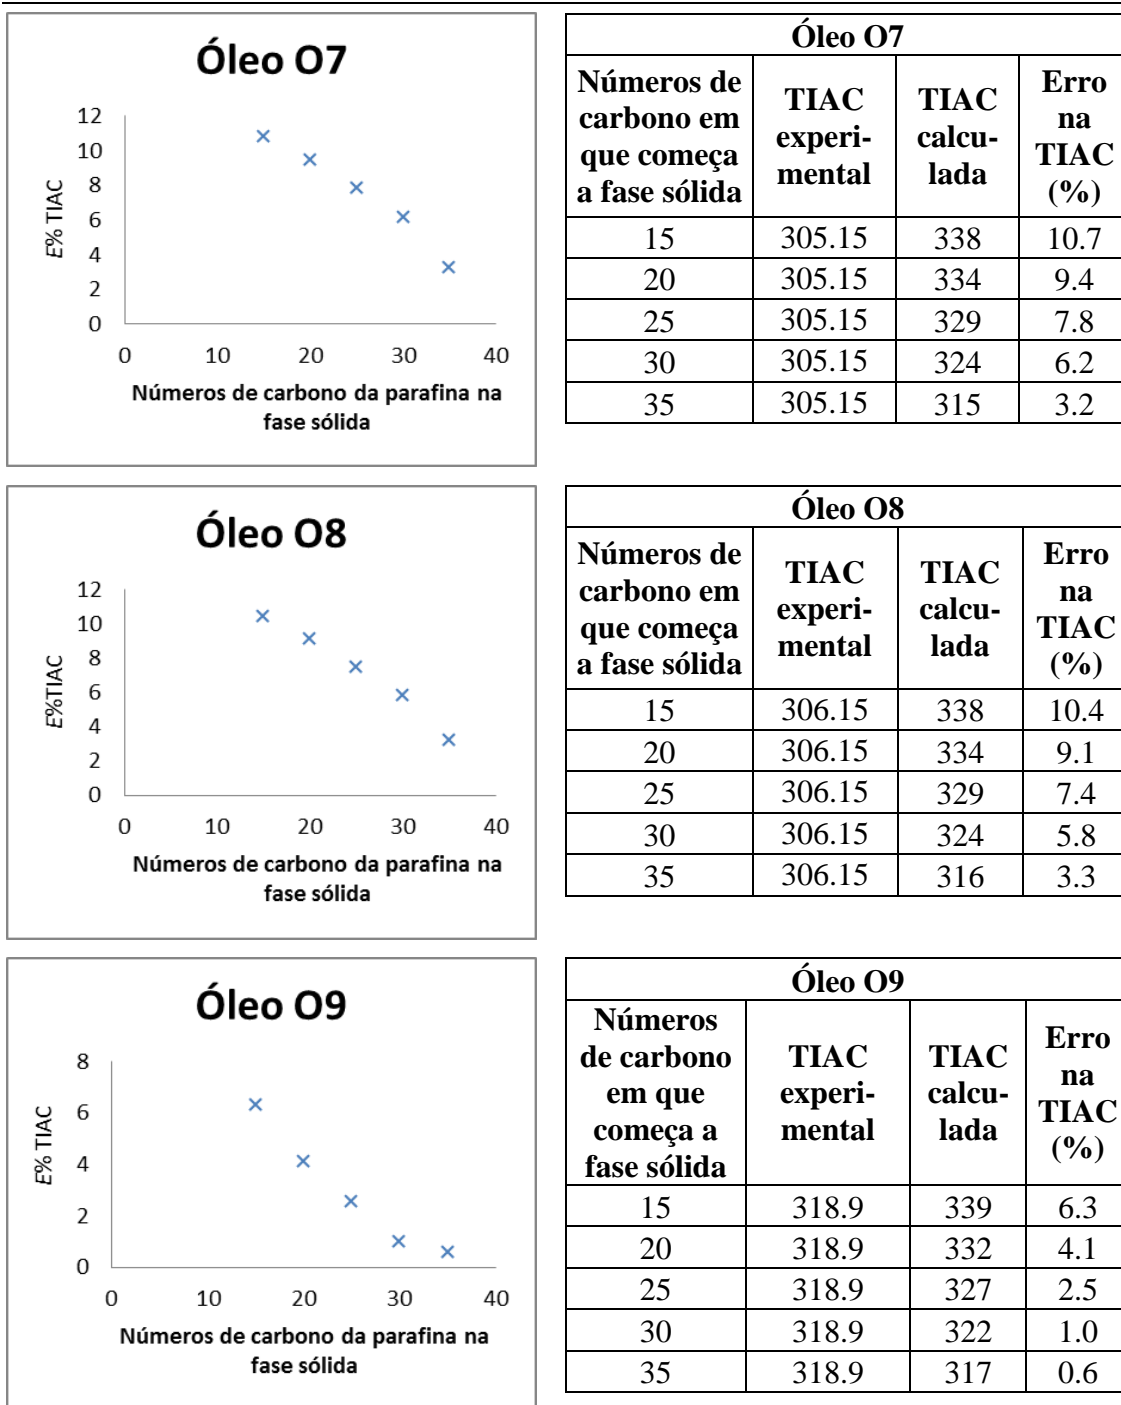 Óleo O7
12
10
8
6
4
2
0
E% TIAC
0 10 20 30 40
Números de carbono da parafina na
fase sólida
Óleo O7
Números de carbono em que começa a fase sólida TIAC experi-mental TIAC calcu-lada Erro na TIAC (%)
15 305.15 338 10.7
20 305.15 334 9.4
25 305.15 329 7.8
30 305.15 324 6.2
35 305.15 315 3.2
Óleo O8
12
10
8
6
4
2
0
E%TIAC
0 10 20 30 40
Números de carbono da parafina na
fase sólida
Óleo O8
Números de carbono em que começa a fase sólida TIAC experi-mental TIAC calcu-lada Erro na TIAC (%)
15 306.15 338 10.4
20 306.15 334 9.1
25 306.15 329 7.4
30 306.15 324 5.8
35 306.15 316 3.3
Óleo O9
8
6
4
2
0
E% TIAC
0 10 20 30 40
Números de carbono da parafina na
fase sólida
Óleo O9
Números de carbono em que começa a fase sólida TIAC experi-mental TIAC calcu-lada Erro na TIAC (%)
15 318.9 339 6.3
20 318.9 332 4.1
25 318.9 327 2.5
30 318.9 322 1.0
35 318.9 317 0.6